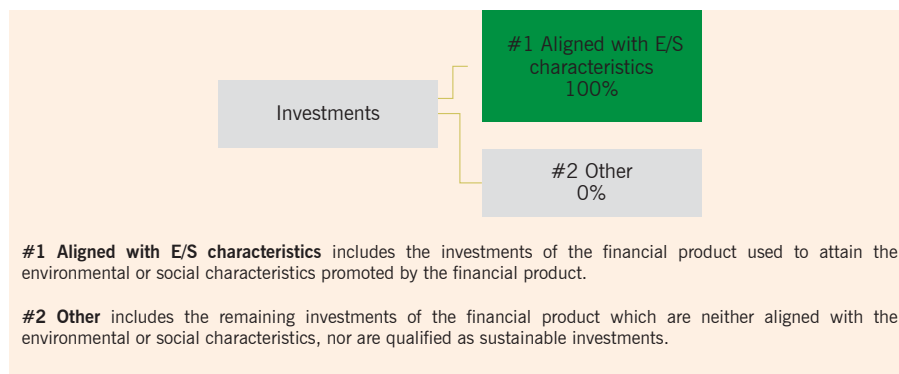 #1 Aligned with E/S
characteristics
100%
Investments
#2 Other
0%
#1 Aligned with E/S characteristics includes the investments of the financial product used to attain the
environmental or social characteristics promoted by the financial product.
#2 Other includes the remaining investments of the financial product which are neither aligned with the
environmental or social characteristics, nor are qualified as sustainable investments.